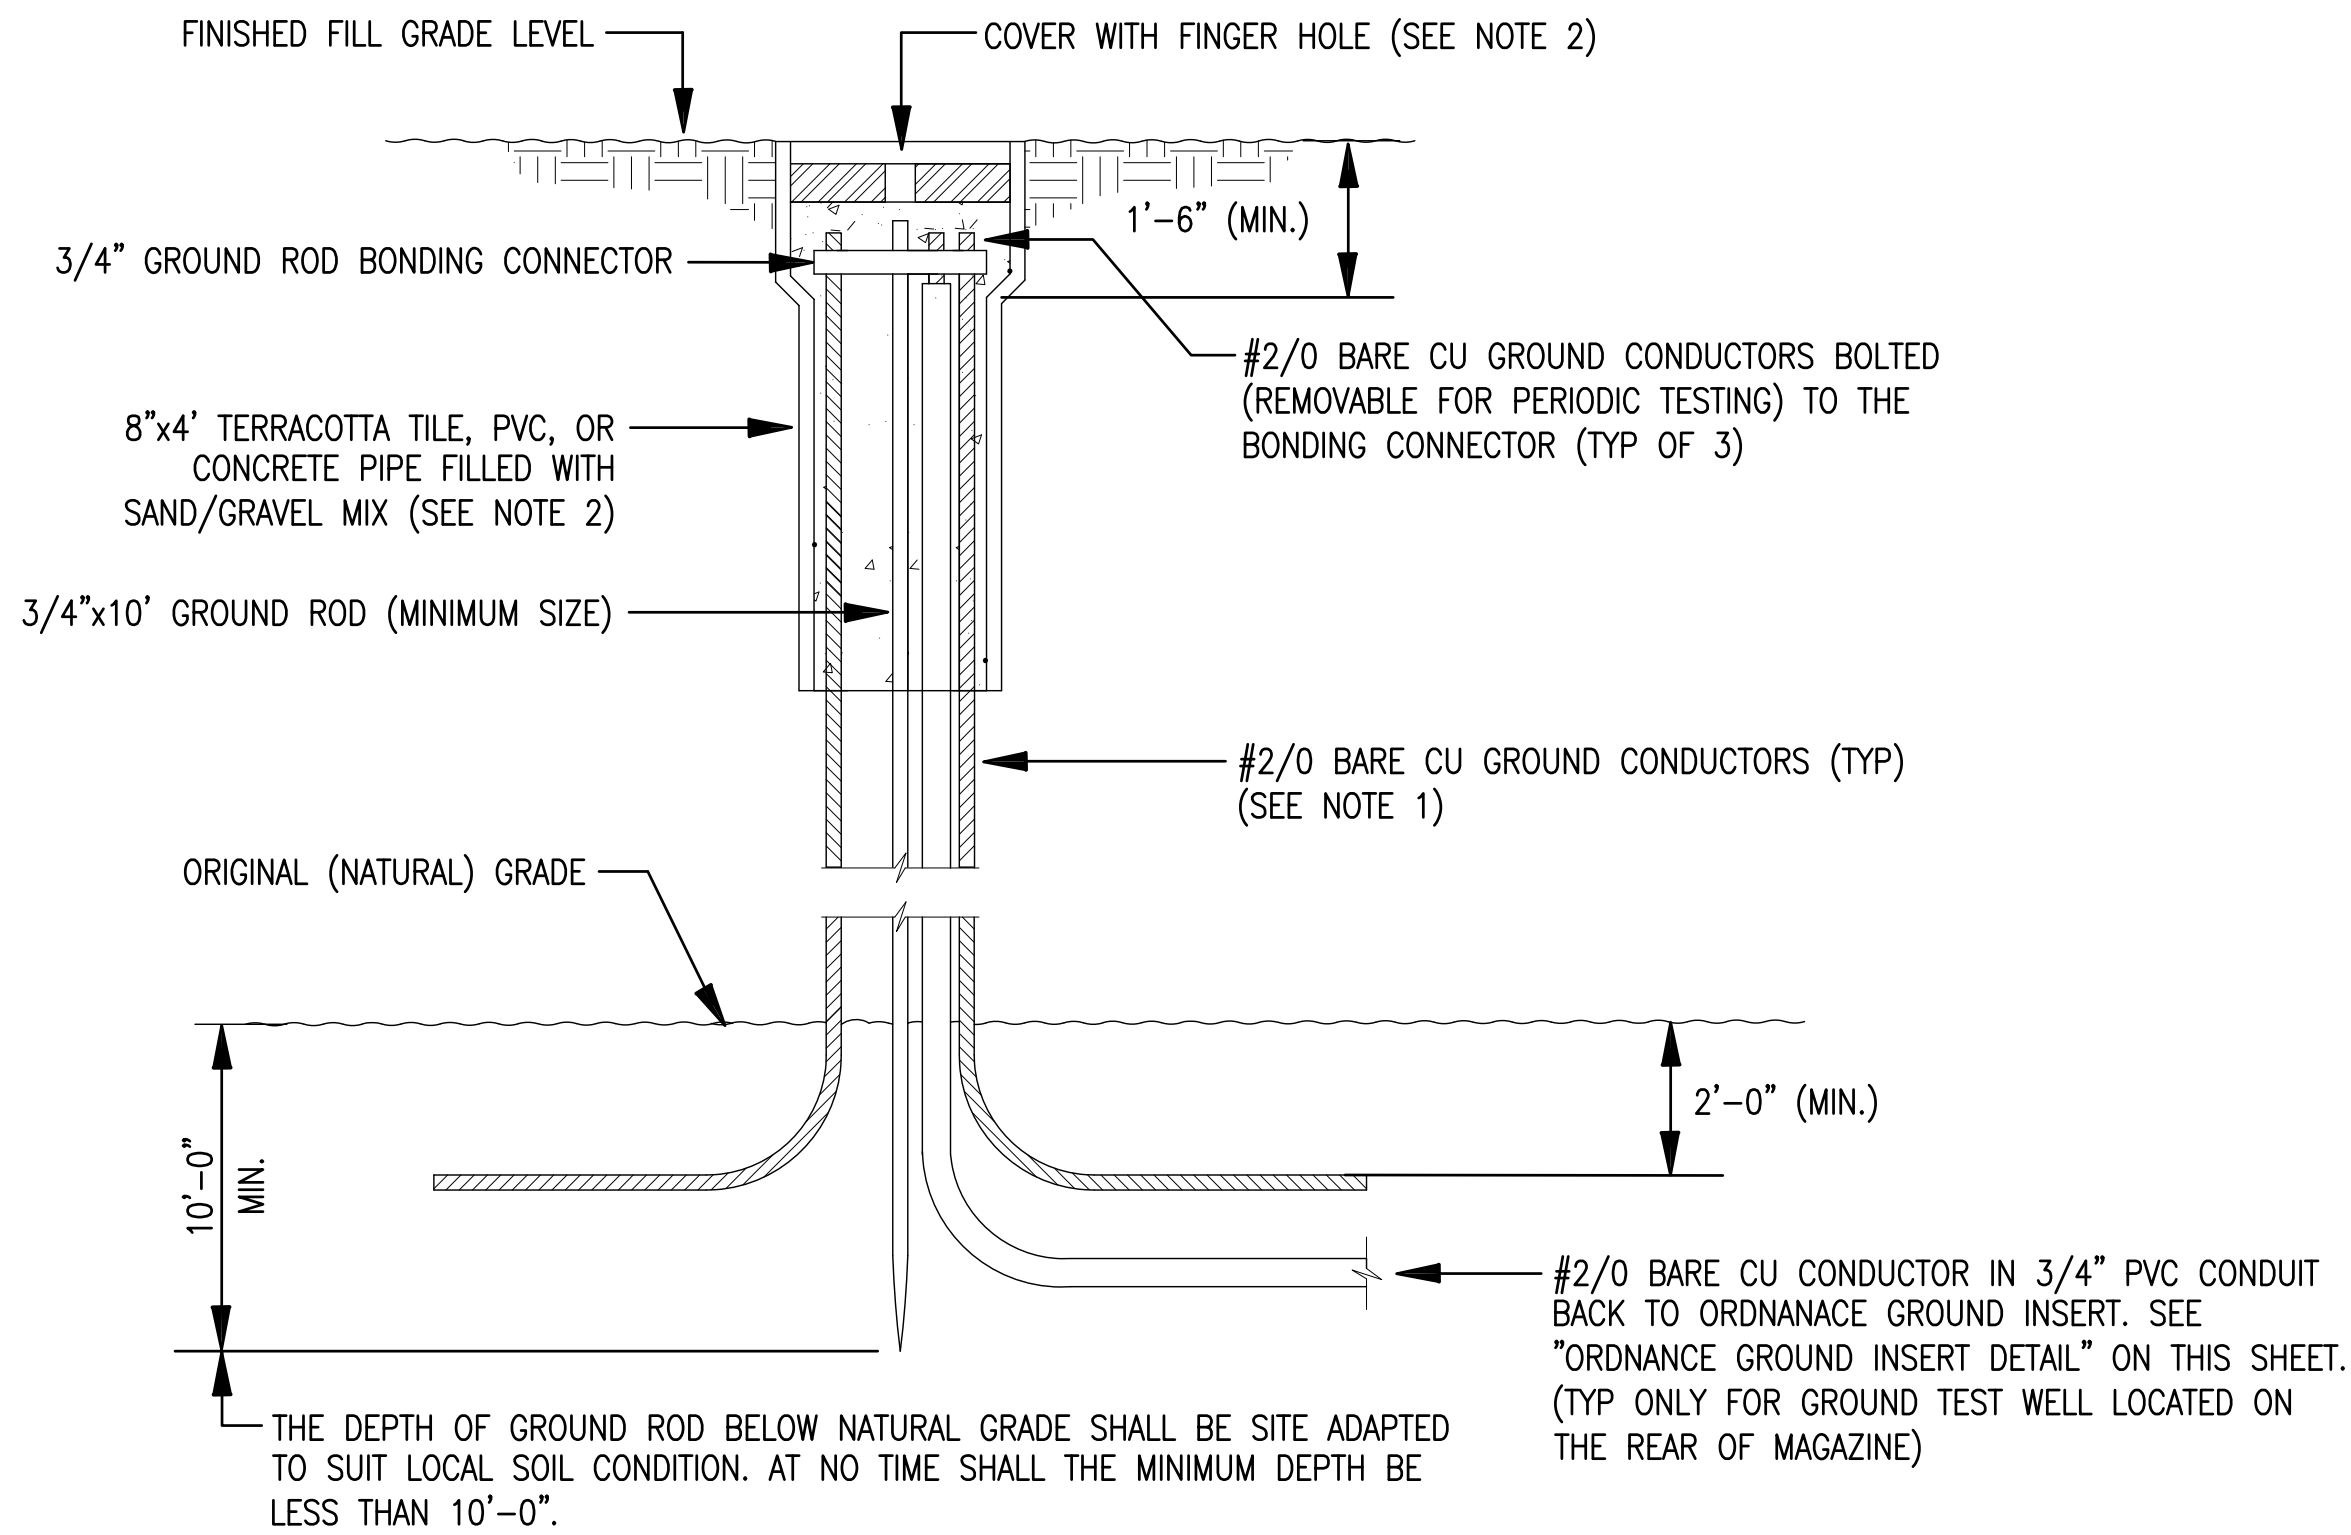 FINISHED FILL GRADE LEVEL
COVER WITH FINGER HOLE (SEE NOTE 2)
1'-6" (MIN.)
3/4" GROUND ROD BONDING CONNECTOR
#2/0 BARE CU GROUND CONDUCTORS BOLTED
(REMOVABLE FOR PERIODIC TESTING) TO THE
BONDING CONNECTOR (TYP OF 3)
8"x4' TERRACOTTA TILE, PVC, OR
CONCRETE PIPE FILLED WITH
SAND/GRAVEL MIX (SEE NOTE 2)
3/4"x10' GROUND ROD (MINIMUM SIZE)
#2/0 BARE CU GROUND CONDUCTORS (TYP)
(SEE NOTE 1)
ORIGINAL (NATURAL) GRADE
2'-0" (MIN.)
10'-0"
MIN.
#2/0 BARE CU CONDUCTOR IN 3/4" PVC CONDUIT
BACK TO ORDNANACE GROUND INSERT. SEE
"ORDNANCE GROUND INSERT DETAIL" ON THIS SHEET.
(TYP ONLY FOR GROUND TEST WELL LOCATED ON
THE REAR OF MAGAZINE)
THE DEPTH OF GROUND ROD BELOW NATURAL GRADE SHALL BE SITE ADAPTED
TO SUIT LOCAL SOIL CONDITION. AT NO TIME SHALL THE MINIMUM DEPTH BE
LESS THAN 10'-0".